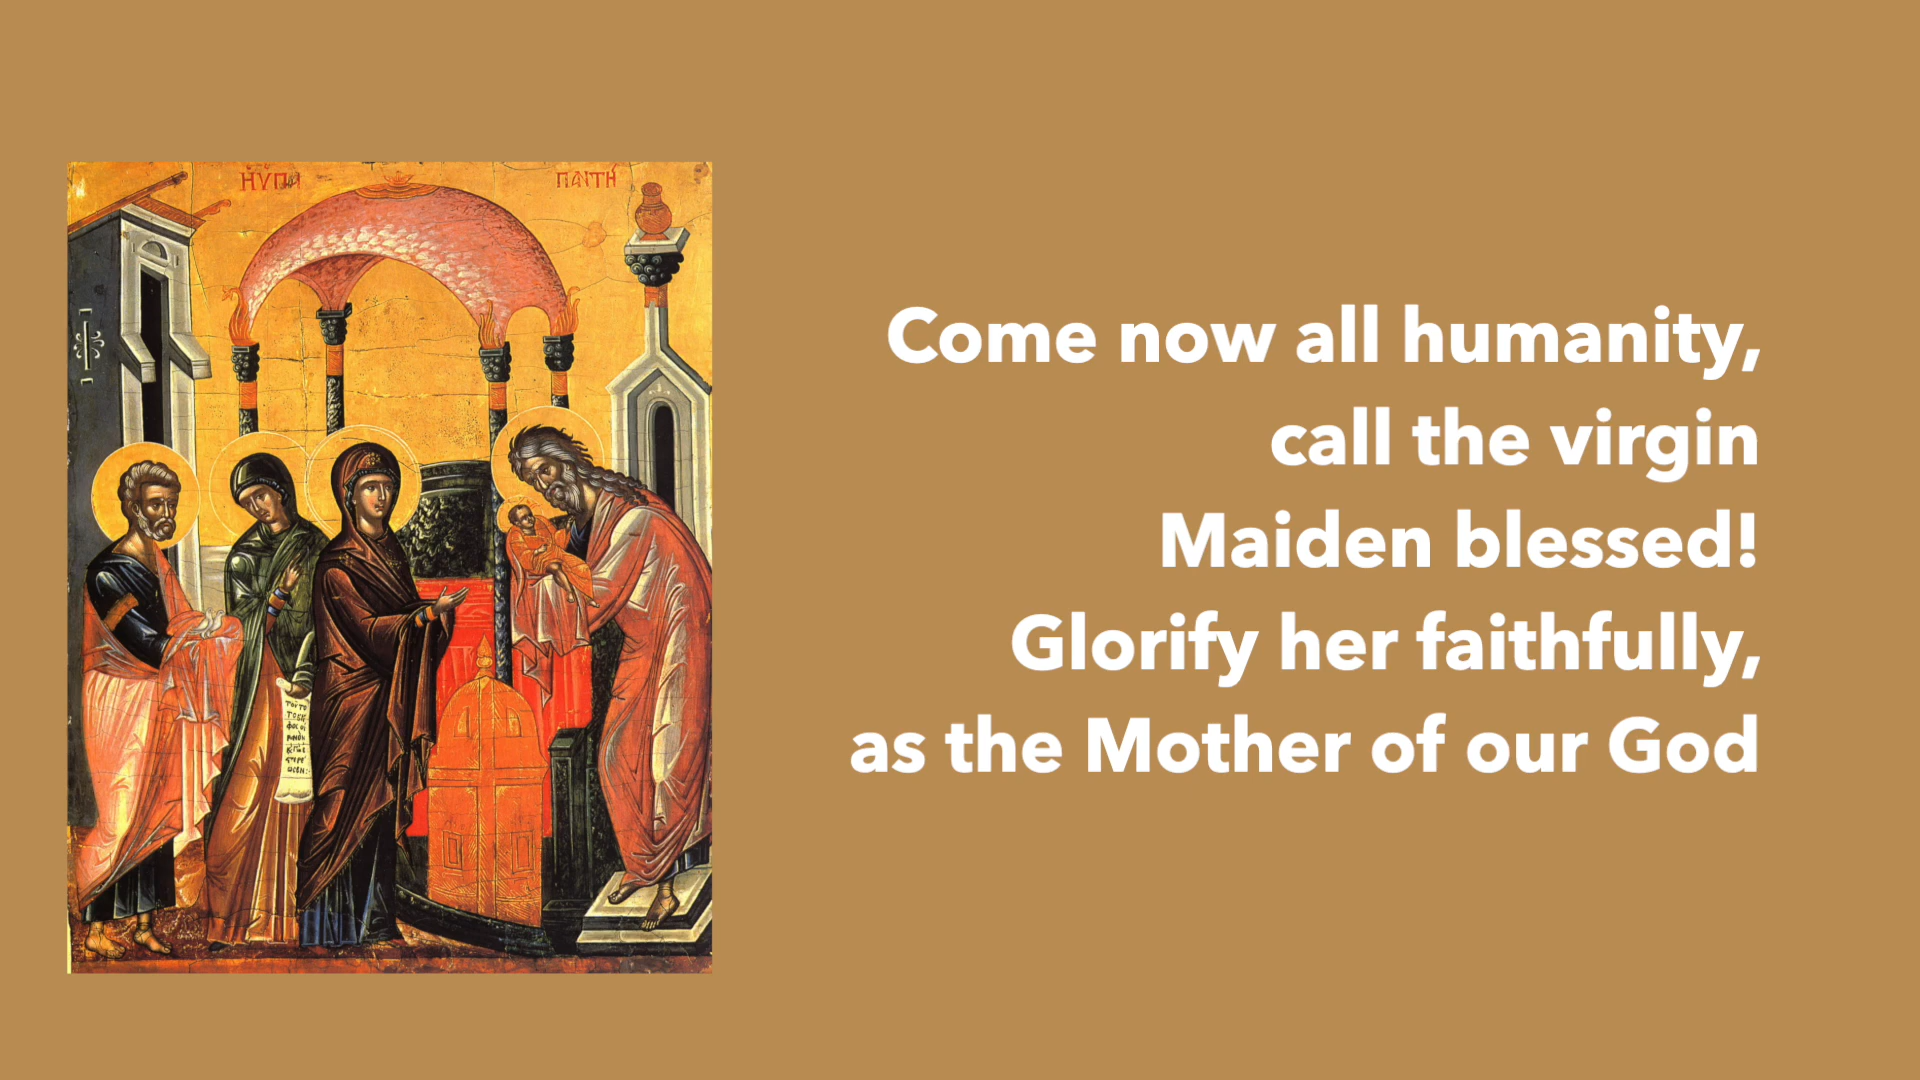 Η ΥΠΑ ΠΑΝΤΗ
Come now all humanity,
call the virgin
Maiden blessed!
Glorify her faithfully,
as the Mother of our God